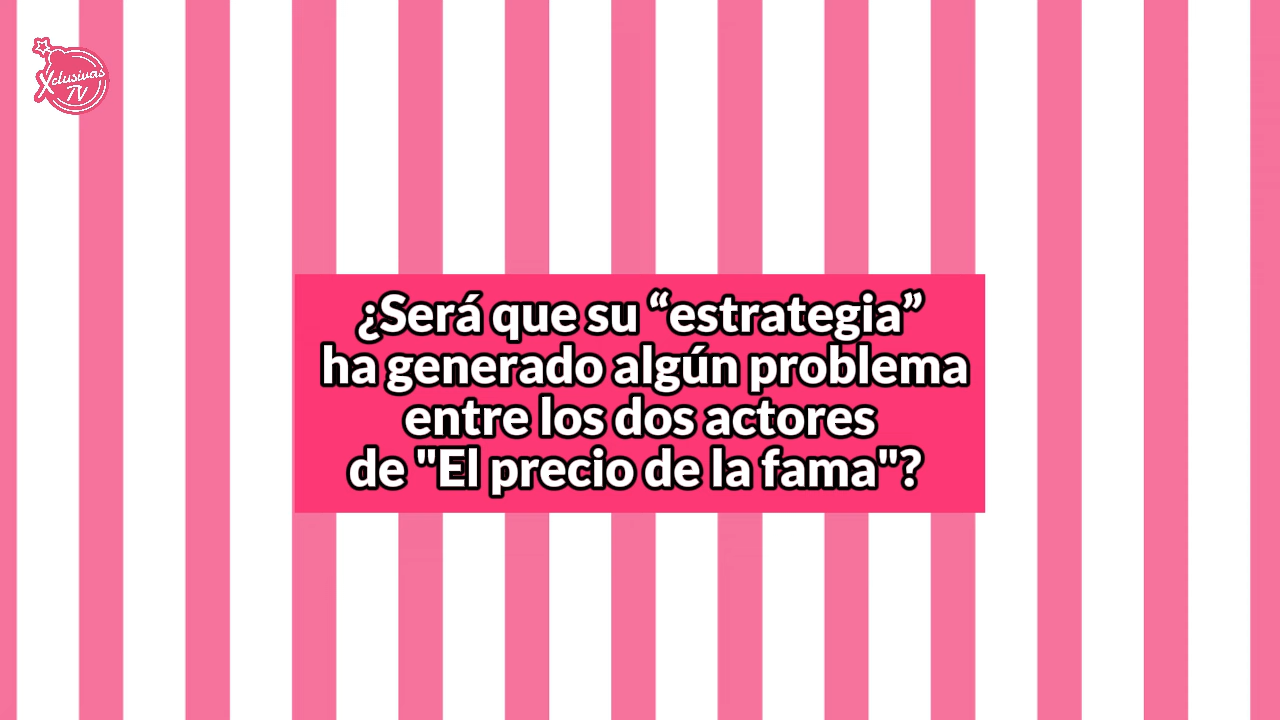 Xclusivas
TV
¿Será que su “estrategia”
ha generado algún problema
entre los dos actores
de "El precio de la fama"?